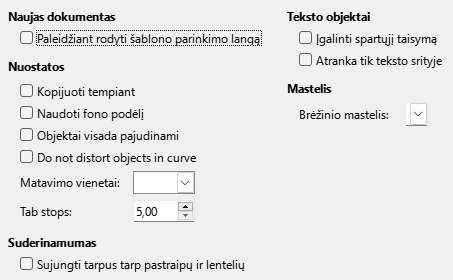 Naujas dokumentas
Paleidžiant rodyti šablono parinkimo langą
Nuostatos
Kopijuoti tempiant
Naudoti fono podėlį
Objektai visada pajudinami
Do not distort objects in curve
Matavimo vienetai:
Tab stops: 5,00
Suderinamumas
Sujungti tarpus tarp pastraipų ir lentelių
Teksto objektai
Įgalinti spartųjį taisymą
Atranka tik teksto srityje
Mastelis
Brėžinio mastelis: